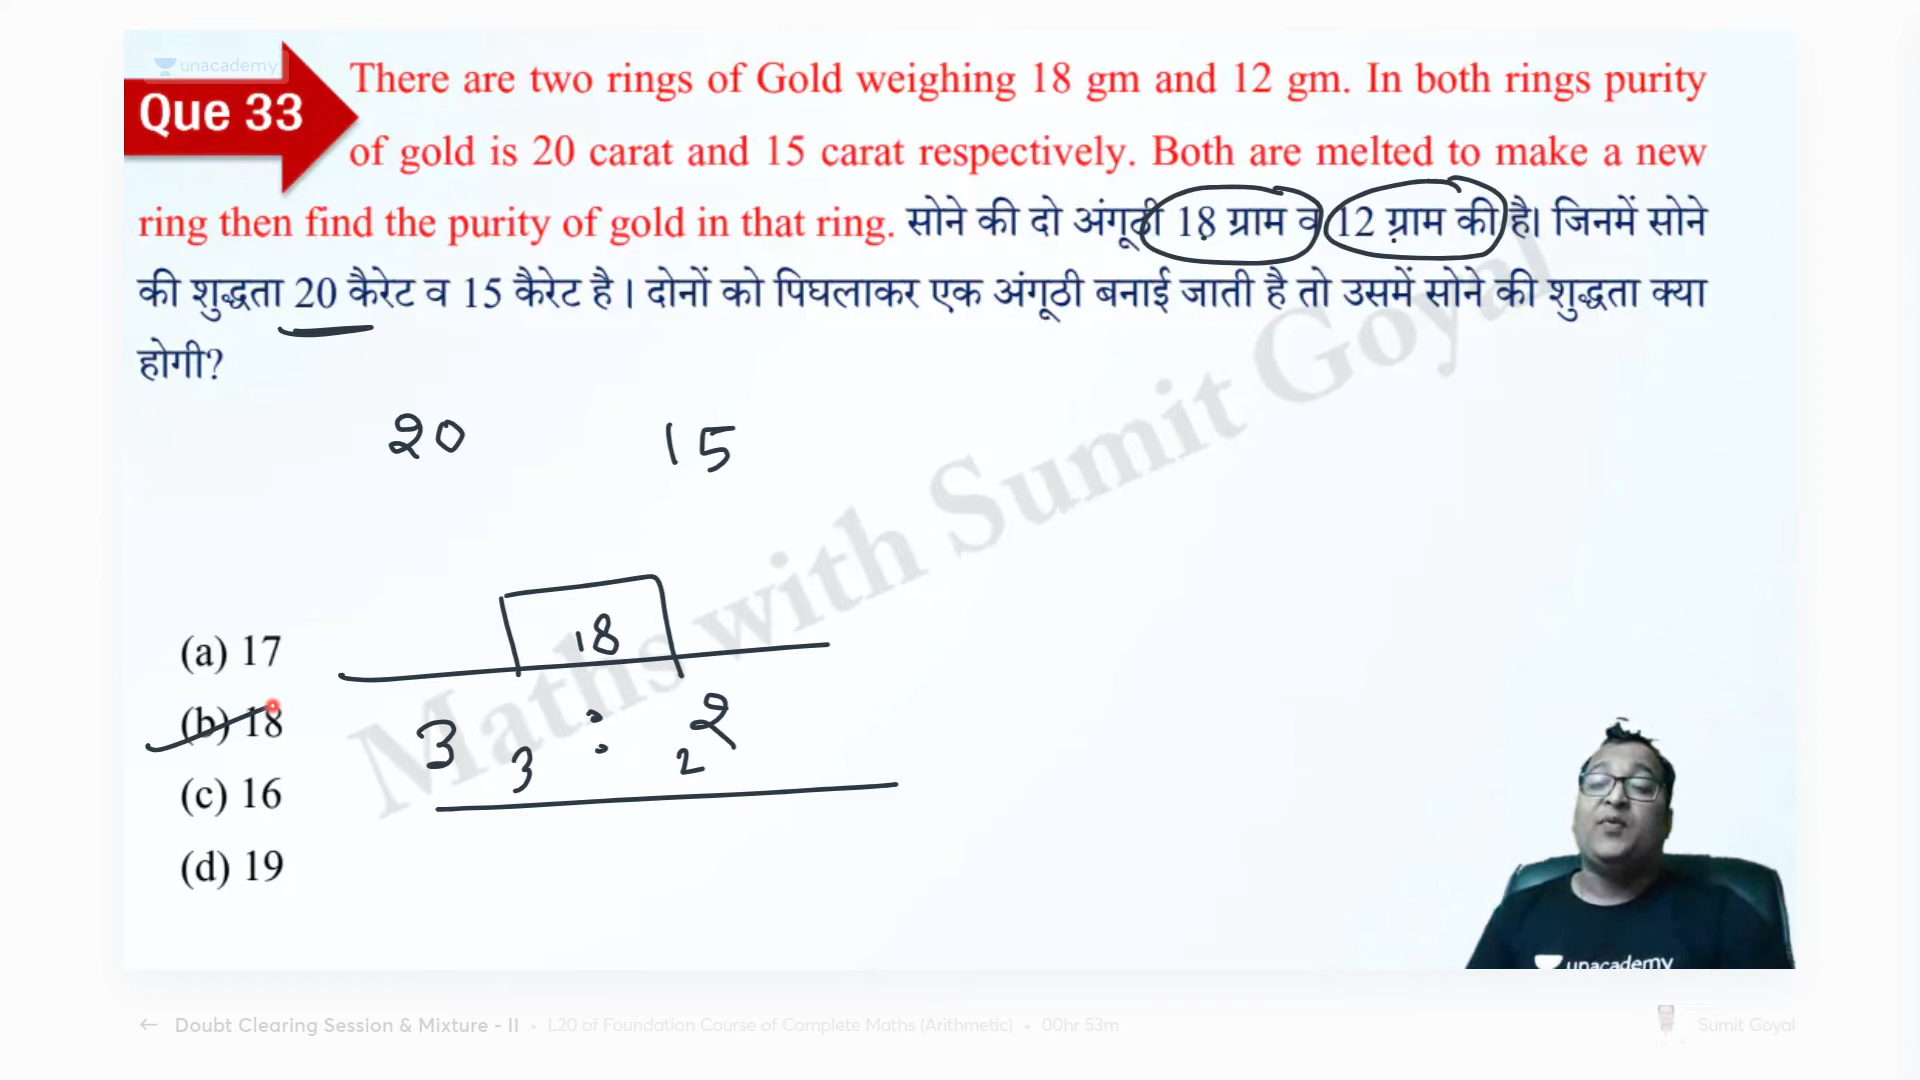 unacademy
Que 33
There are two rings of Gold weighing 18 gm and 12 gm. In both rings purity
of gold is 20 carat and 15 carat respectively. Both are melted to make a new
ring then find the purity of gold in that ring. सोने की दो अंगूठी 18 ग्राम व 12 ग्राम की है। जिनमें सोने
की शुद्धता 20 कैरेट व 15 कैरेट है। दोनों को पिघलाकर एक अंगूठी बनाई जाती है तो उसमें सोने की शुद्धता क्या
होगी?
20 15
18
(a) 17
3 : 2
3 2
(b) 18
(c) 16
(d) 19
Maths with Sumit Goyal
unacademy
← Doubt Clearing Session & Mixture - II • L20 of Foundation Course of Complete Maths (Arithmetic) • 00hr 53m
Sumit Goyal